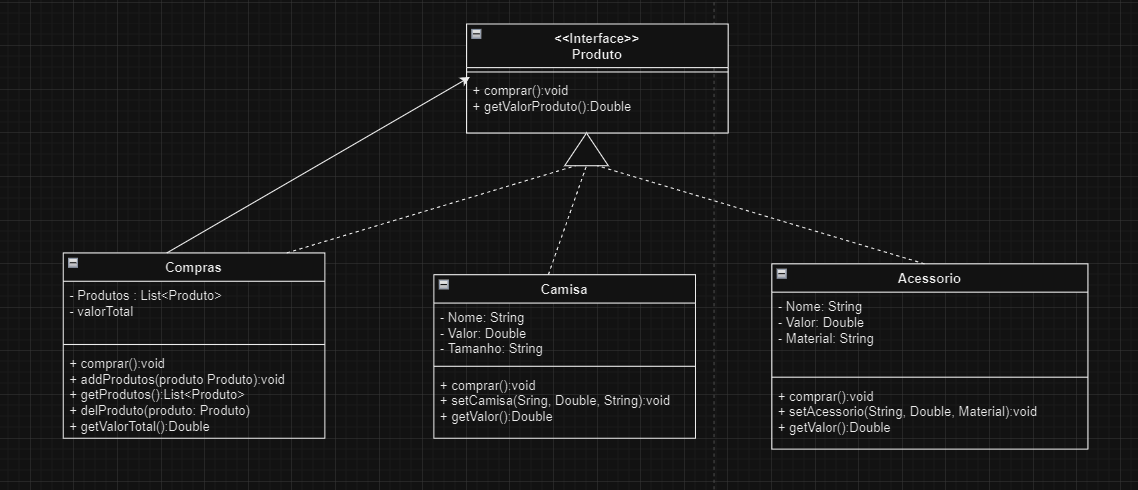 <<Interface>>
Produto
+ comprar():void
+ getValorProduto():Double
Compras
- Produtos : List<Produto>
- valorTotal
+ comprar():void
+ addProdutos(produto Produto):void
+ getProdutos():List<Produto>
+ delProduto(produto: Produto)
+ getValorTotal():Double
Camisa
- Nome: String
- Valor: Double
- Tamanho: String
+ comprar():void
+ setCamisa(Sring, Double, String):void
+ getValor():Double
Acessorio
- Nome: String
- Valor: Double
- Material: String
+ comprar():void
+ setAcessorio(String, Double, Material):void
+ getValor():Double